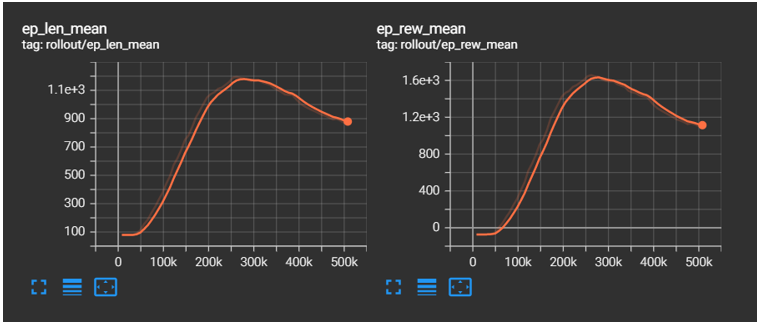 ep_len_mean
tag: rollout/ep_len_mean
1.1e+3
900
700
500
300
100
0 100k 200k 300k 400k 500k
ep_rew_mean
tag: rollout/ep_rew_mean
1.6e+3
1.2e+3
800
400
0
0 100k 200k 300k 400k 500k